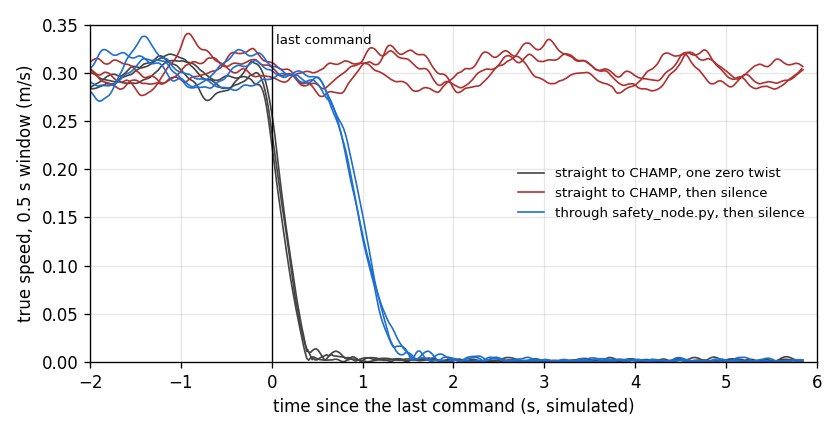 last command
straight to CHAMP, one zero twist
straight to CHAMP, then silence
through safety_node.py, then silence
true speed, 0.5 s window (m/s)
0.35
0.30
0.25
0.20
0.15
0.10
0.05
0.00
−2 −1 0 1 2 3 4 5 6
time since the last command (s, simulated)